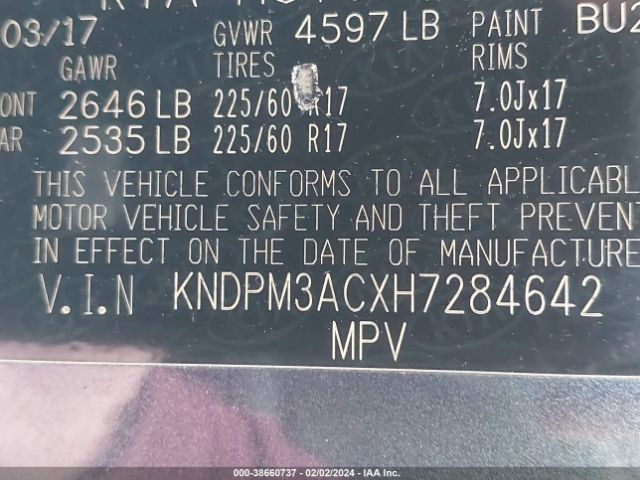 03/17 GVWR 4597 LB PAINT BU2
GAWR TIRES RIMS
ONT 2646 LB 225/60 R17 7.0Jx17
AR 2535 LB 225/60 R17 7.0Jx17
THIS VEHICLE CONFORMS TO ALL APPLICABL
MOTOR VEHICLE SAFETY AND THEFT PREVENT
IN EFFECT ON THE DATE OF MANUFACTURE
V.I.N KNDPM3ACXH7284642
MPV
000-38660737 - 02/02/2024 - IAA Inc.